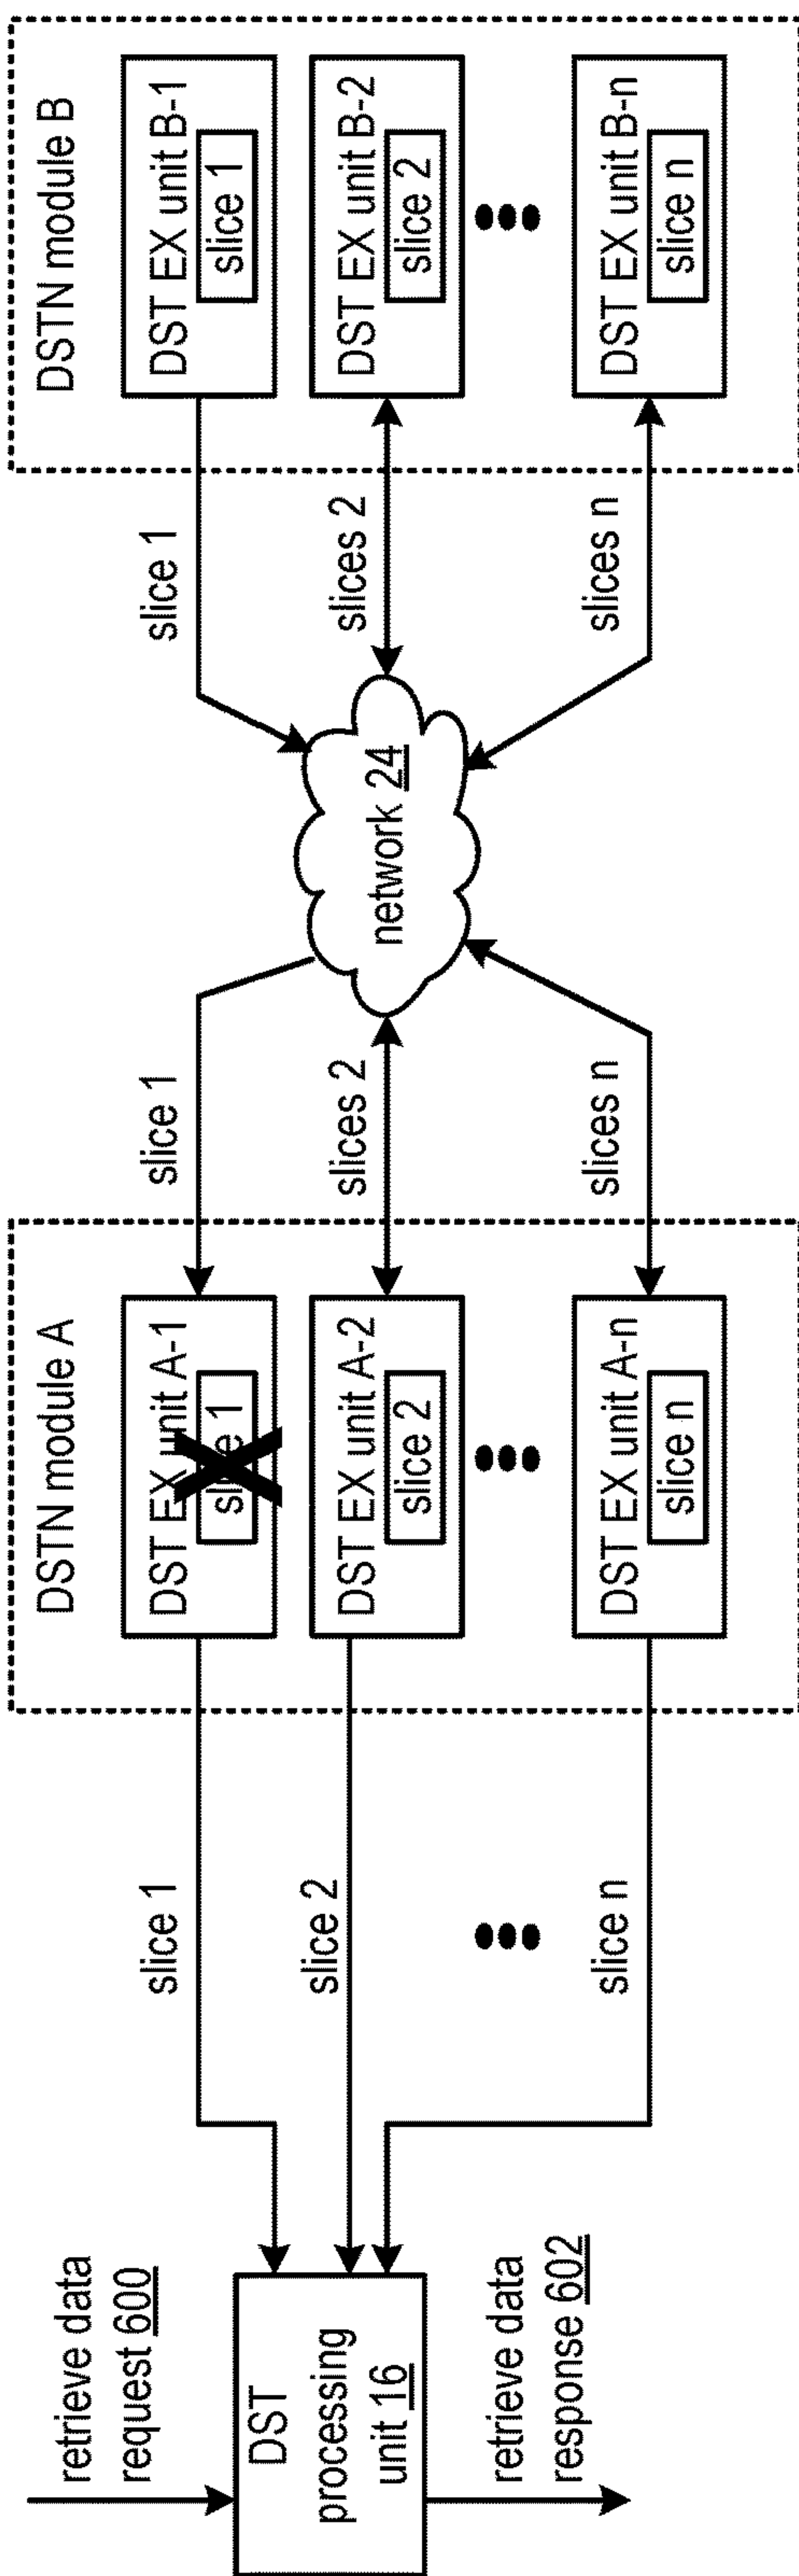 retrieve data
request 600
DST
processing
unit 16
retrieve data
response 602
slice 1
slice 2
slice n
DSTN module A
DST EX unit A-1
slice 1
DST EX unit A-2
slice 2
DST EX unit A-n
slice n
slice 1
slices 2
slices n
network 24
slice 1
slices 2
slices n
DSTN module B
DST EX unit B-1
slice 1
DST EX unit B-2
slice 2
DST EX unit B-n
slice n